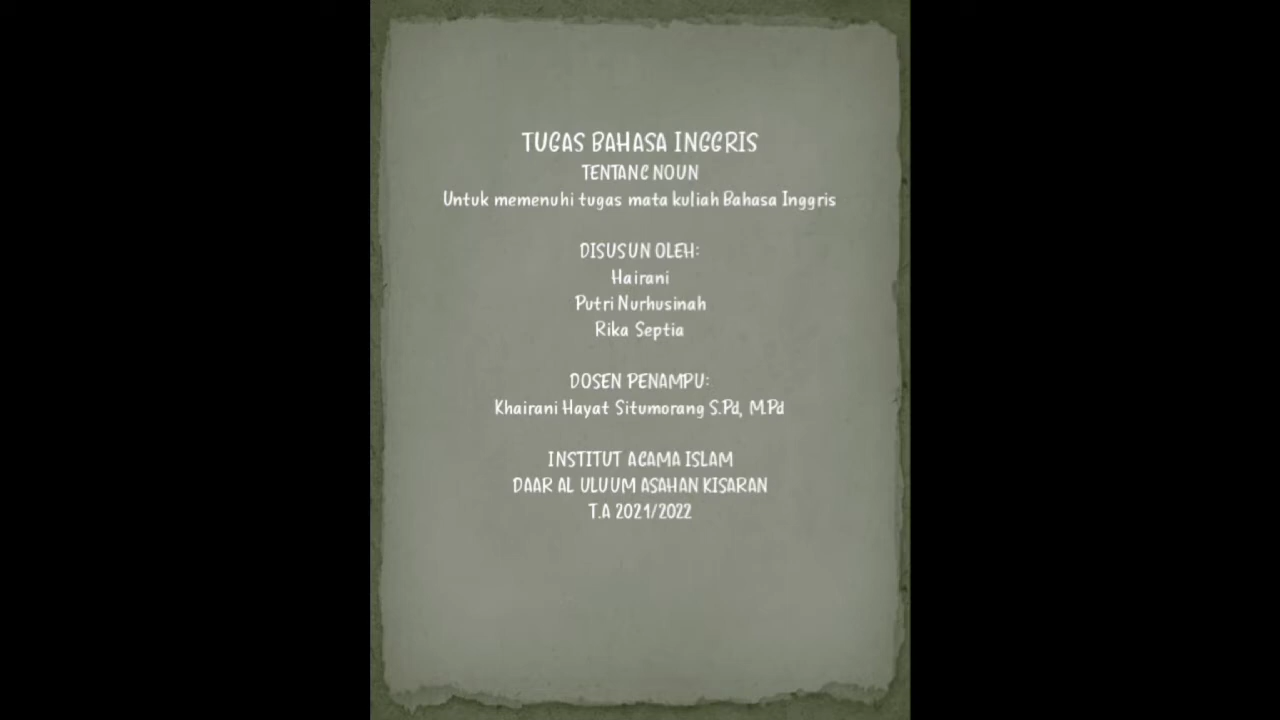 TUGAS BAHASA INGGRIS
TENTANG NOUN
Untuk memenuhi tugas mata kuliah Bahasa Inggris
DISUSUN OLEH:
Hairani
Putri Nurhusinah
Rika Septia
DOSEN PENAMPU:
Khairani Hayat Situmorang S.Pd, M.Pd
INSTITUT AGAMA ISLAM
DAAR AL ULUUM ASAHAN KISARAN
T.A 2021/2022